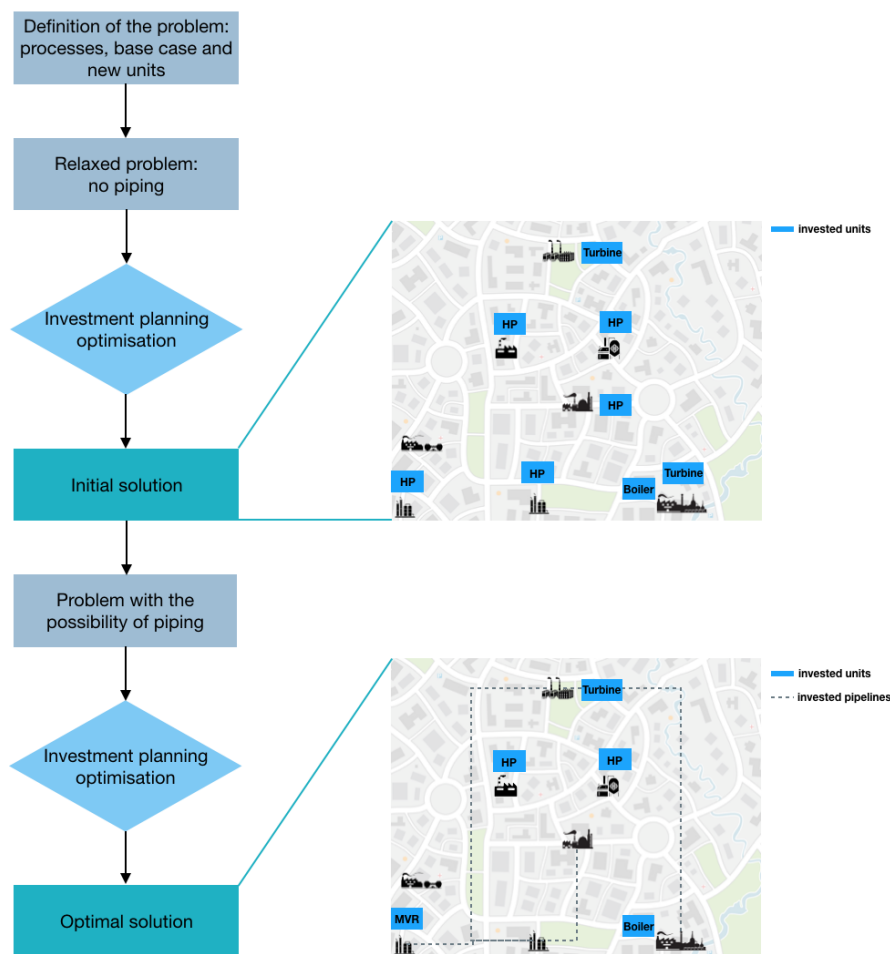 Definition of the problem:
processes, base case and
new units
Relaxed problem:
no piping
Investment planning
optimisation
Initial solution
invested units
Turbine
HP
HP
HP
HP
HP
Turbine
Boiler
Problem with the
possibility of piping
Investment planning
optimisation
Optimal solution
invested units
invested pipelines
Turbine
HP
HP
MVR
Boiler